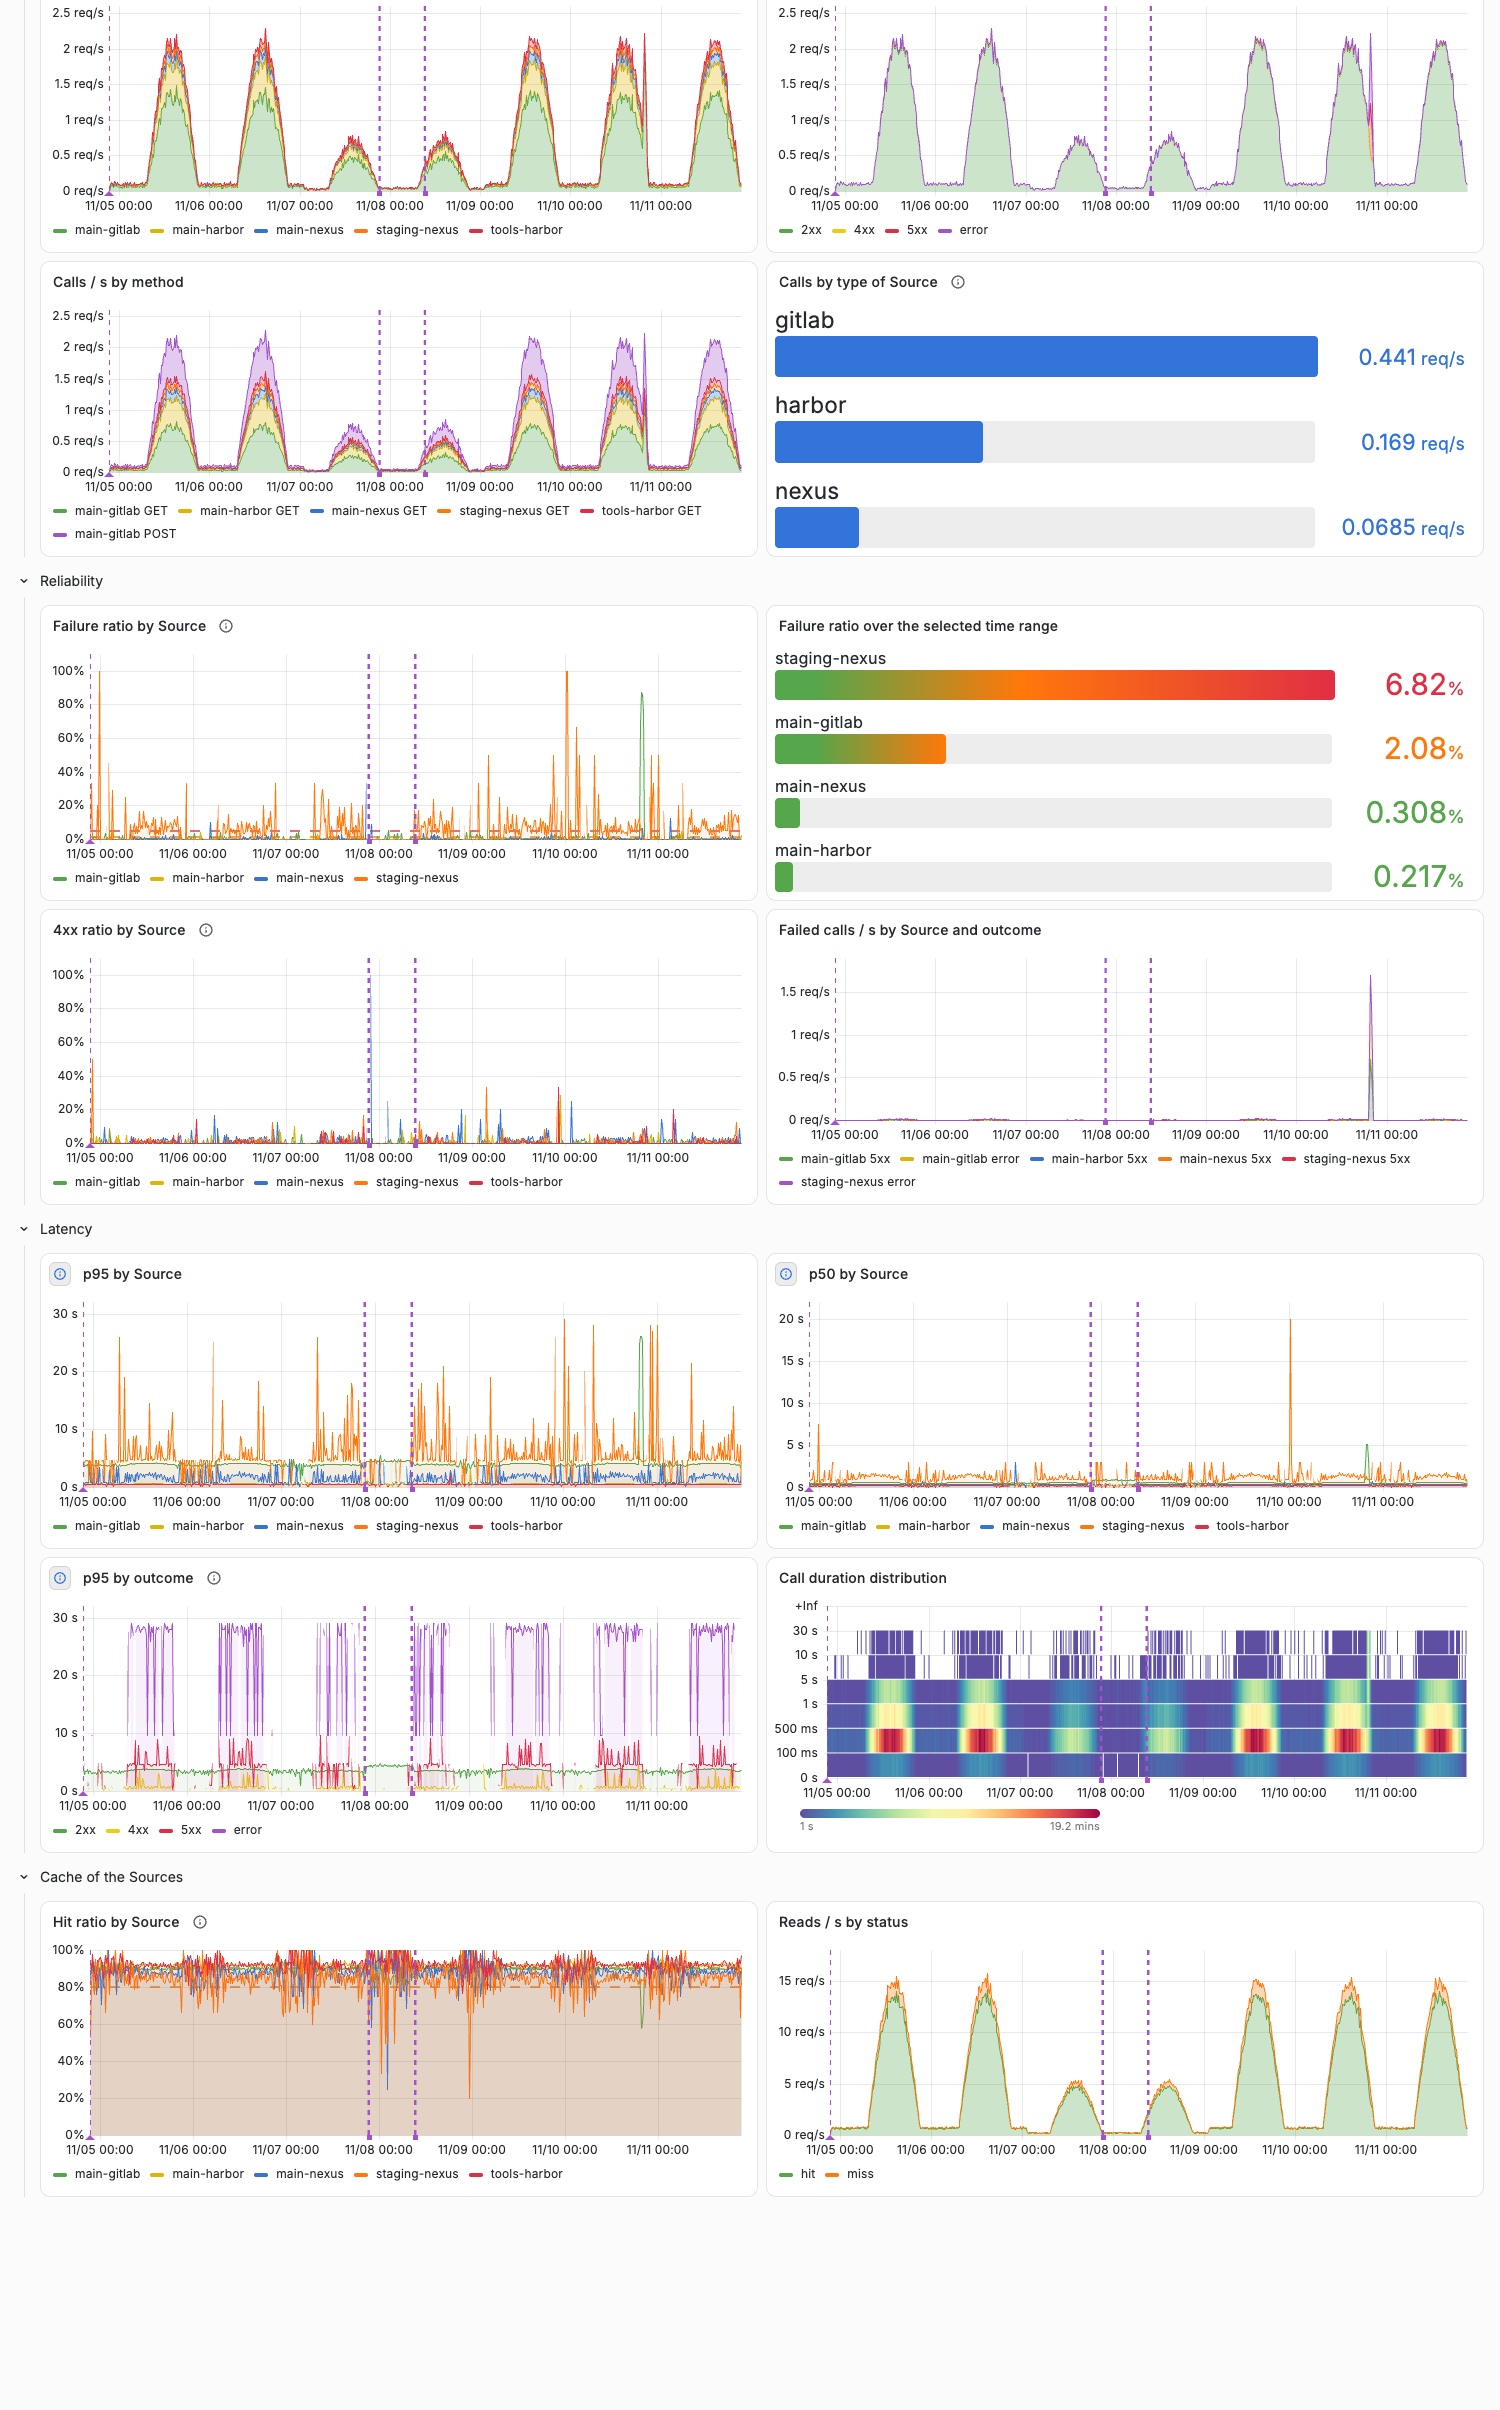 2.5 req/s
2 req/s
1.5 req/s
1 req/s
0.5 req/s
0 req/s
11/05 00:00 11/06 00:00 11/07 00:00 11/08 00:00 11/09 00:00 11/10 00:00 11/11 00:00
main-gitlab main-harbor main-nexus staging-nexus tools-harbor
2.5 req/s
2 req/s
1.5 req/s
1 req/s
0.5 req/s
0 req/s
11/05 00:00 11/06 00:00 11/07 00:00 11/08 00:00 11/09 00:00 11/10 00:00 11/11 00:00
2xx 4xx 5xx error
Calls / s by method
2.5 req/s
2 req/s
1.5 req/s
1 req/s
0.5 req/s
0 req/s
11/05 00:00 11/06 00:00 11/07 00:00 11/08 00:00 11/09 00:00 11/10 00:00 11/11 00:00
main-gitlab GET main-harbor GET main-nexus GET staging-nexus GET tools-harbor GET
main-gitlab POST
Calls by type of Source
gitlab
0.441 req/s
harbor
0.169 req/s
nexus
0.0685 req/s
Reliability
Failure ratio by Source
100%
80%
60%
40%
20%
0%
11/05 00:00 11/06 00:00 11/07 00:00 11/08 00:00 11/09 00:00 11/10 00:00 11/11 00:00
main-gitlab main-harbor main-nexus staging-nexus
Failure ratio over the selected time range
staging-nexus
6.82%
main-gitlab
2.08%
main-nexus
0.308%
main-harbor
0.217%
4xx ratio by Source
100%
80%
60%
40%
20%
0%
11/05 00:00 11/06 00:00 11/07 00:00 11/08 00:00 11/09 00:00 11/10 00:00 11/11 00:00
main-gitlab main-harbor main-nexus staging-nexus tools-harbor
Failed calls / s by Source and outcome
1.5 req/s
1 req/s
0.5 req/s
0 req/s
11/05 00:00 11/06 00:00 11/07 00:00 11/08 00:00 11/09 00:00 11/10 00:00 11/11 00:00
main-gitlab 5xx main-gitlab error main-harbor 5xx main-nexus 5xx staging-nexus 5xx
staging-nexus error
Latency
p95 by Source
30 s
20 s
10 s
0 s
11/05 00:00 11/06 00:00 11/07 00:00 11/08 00:00 11/09 00:00 11/10 00:00 11/11 00:00
main-gitlab main-harbor main-nexus staging-nexus tools-harbor
p50 by Source
20 s
15 s
10 s
5 s
0 s
11/05 00:00 11/06 00:00 11/07 00:00 11/08 00:00 11/09 00:00 11/10 00:00 11/11 00:00
main-gitlab main-harbor main-nexus staging-nexus tools-harbor
p95 by outcome
30 s
20 s
10 s
0 s
11/05 00:00 11/06 00:00 11/07 00:00 11/08 00:00 11/09 00:00 11/10 00:00 11/11 00:00
2xx 4xx 5xx error
Call duration distribution
+Inf
30 s
10 s
5 s
1 s
500 ms
100 ms
0 s
11/05 00:00 11/06 00:00 11/07 00:00 11/08 00:00 11/09 00:00 11/10 00:00 11/11 00:00
1 s 19.2 mins
Cache of the Sources
Hit ratio by Source
100%
80%
60%
40%
20%
0%
11/05 00:00 11/06 00:00 11/07 00:00 11/08 00:00 11/09 00:00 11/10 00:00 11/11 00:00
main-gitlab main-harbor main-nexus staging-nexus tools-harbor
Reads / s by status
15 req/s
10 req/s
5 req/s
0 req/s
11/05 00:00 11/06 00:00 11/07 00:00 11/08 00:00 11/09 00:00 11/10 00:00 11/11 00:00
hit miss